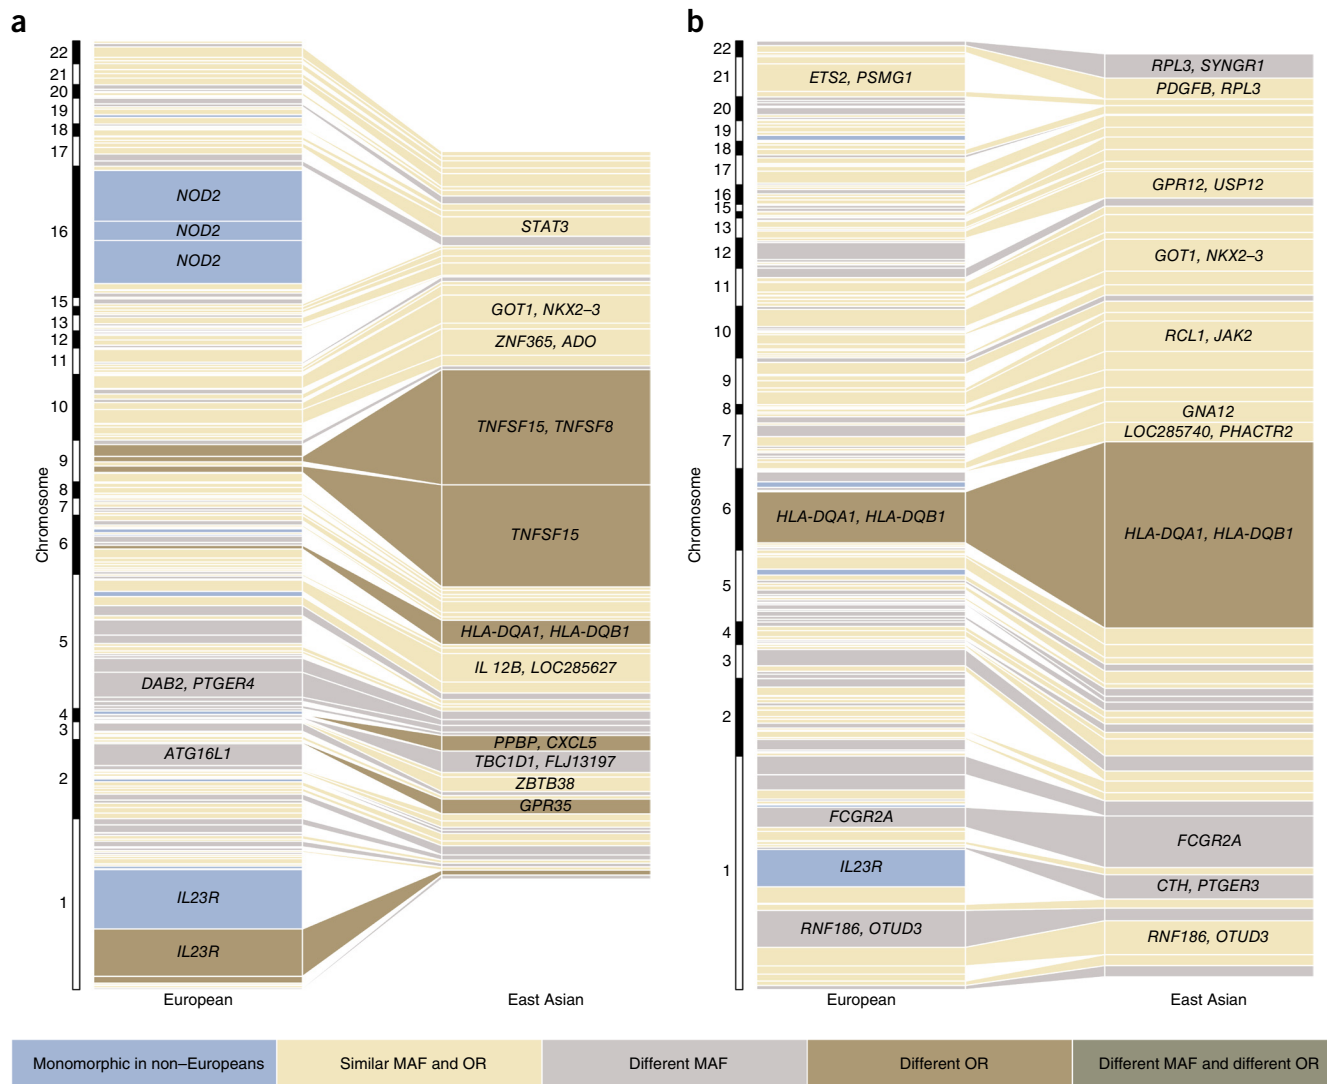 a
b
Chromosome
22
21
20
19
18
17
16
15
13
12
11
10
9
8
7
6
5
4
3
2
1
NOD2
NOD2
NOD2
DAB2, PTGER4
ATG16L1
IL23R
IL23R
European
STAT3
GOT1, NKX2–3
ZNF365, ADO
TNFSF15, TNFSF8
TNFSF15
HLA-DQA1, HLA-DQB1
IL 12B, LOC285627
PPBP, CXCL5
TBC1D1, FLJ13197
ZBTB38
GPR35
East Asian
Chromosome
22
21
20
19
18
17
16
15
13
12
11
10
9
8
7
6
5
4
3
2
1
ETS2, PSMG1
HLA-DQA1, HLA-DQB1
FCGR2A
IL23R
RNF186, OTUD3
European
RPL3, SYNGR1
PDGFB, RPL3
GPR12, USP12
GOT1, NKX2–3
RCL1, JAK2
GNA12
LOC285740, PHACTR2
HLA-DQA1, HLA-DQB1
FCGR2A
CTH, PTGER3
RNF186, OTUD3
East Asian
Monomorphic in non–Europeans
Similar MAF and OR
Different MAF
Different OR
Different MAF and different OR